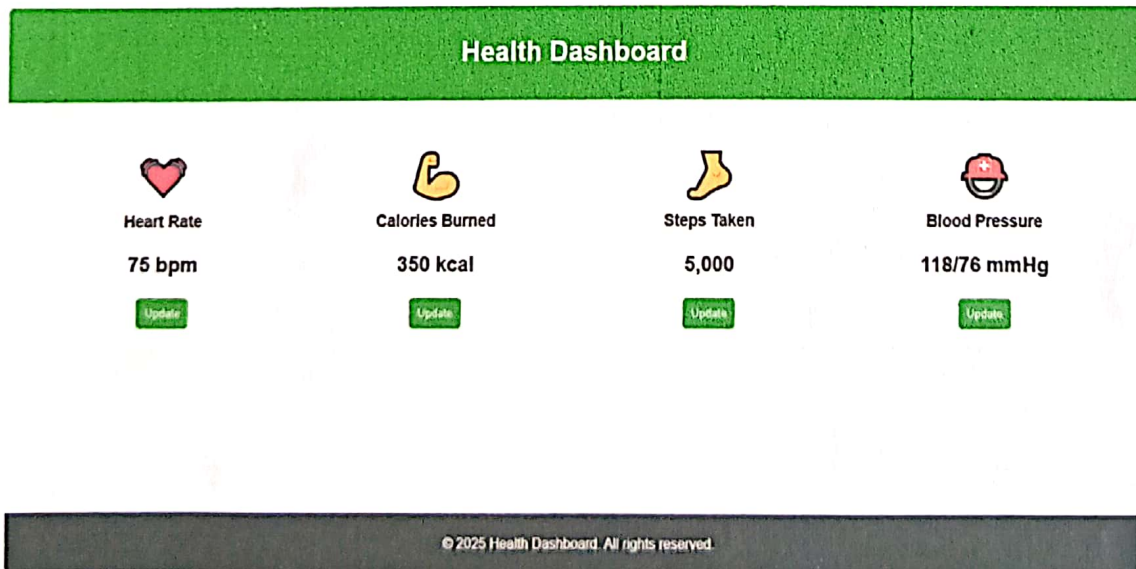 Health Dashboard
Heart Rate
75 bpm
Update
Calories Burned
350 kcal
Update
Steps Taken
5,000
Update
Blood Pressure
118/76 mmHg
Update
© 2025 Health Dashboard. All rights reserved.